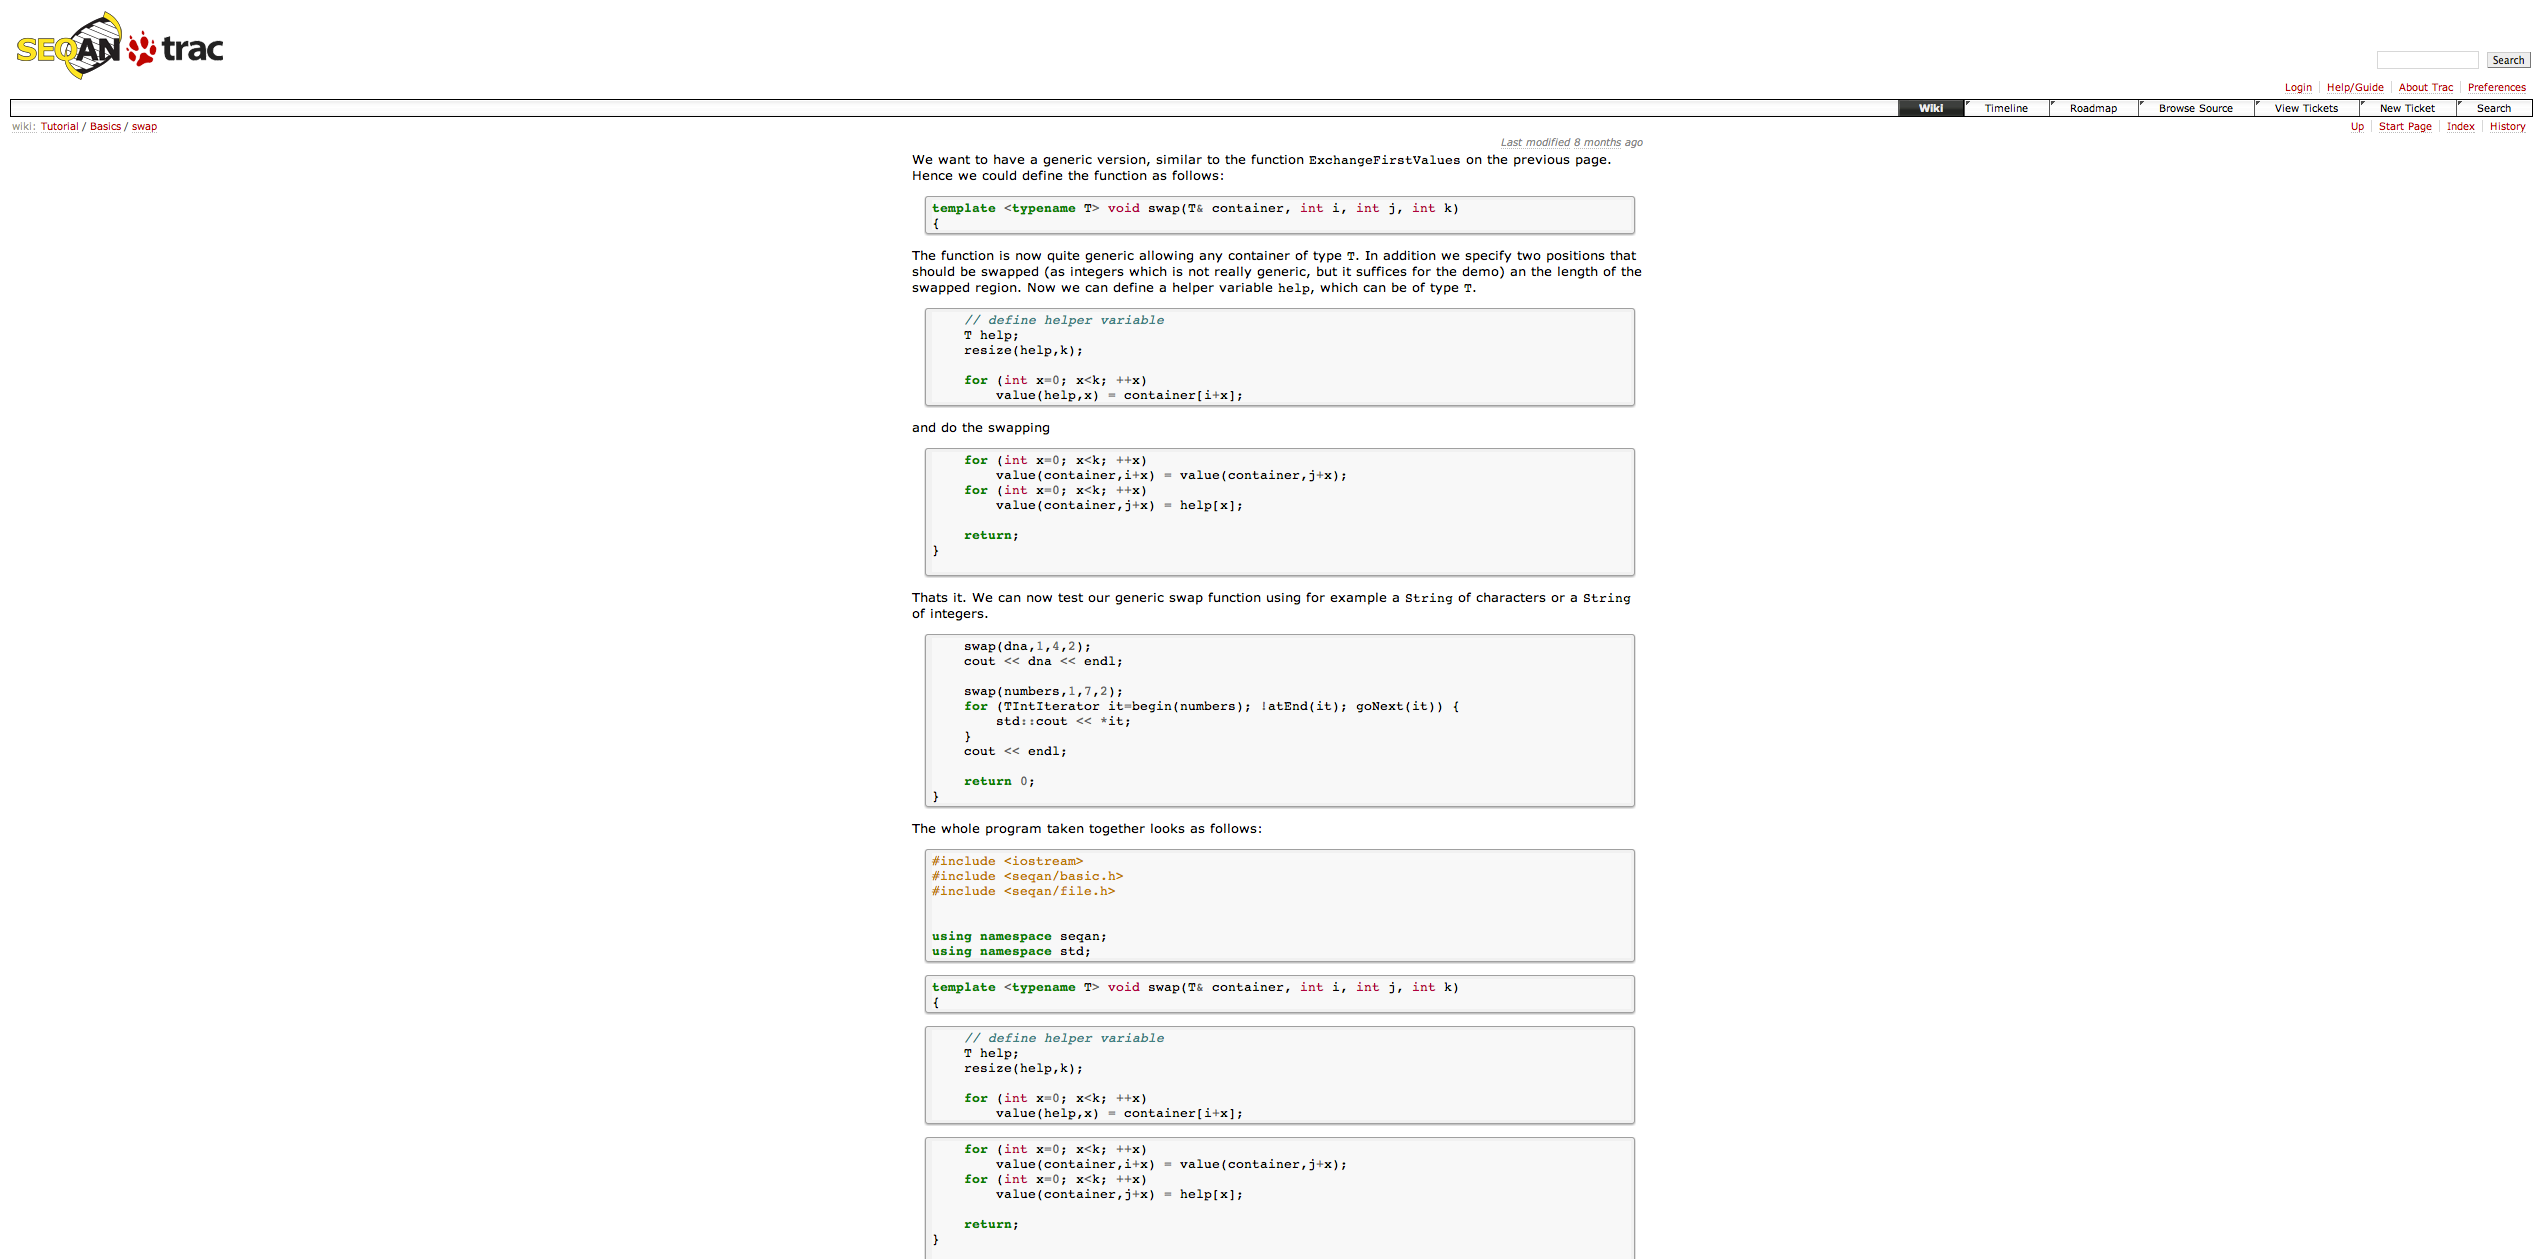 SEQAN trac
Search
Login Help/Guide About Trac Preferences
Wiki Timeline Roadmap Browse Source View Tickets New Ticket Search
wiki: Tutorial / Basics / swap
Up Start Page Index History
Last modified 8 months ago
We want to have a generic version, similar to the function ExchangeFirstValues on the previous page.
Hence we could define the function as follows:
template <typename T> void swap(T& container, int i, int j, int k)
{
The function is now quite generic allowing any container of type T. In addition we specify two positions that
should be swapped (as integers which is not really generic, but it suffices for the demo) an the length of the
swapped region. Now we can define a helper variable help, which can be of type T.
// define helper variable
T help;
resize(help,k);
for (int x=0; x<k; ++x)
value(help,x) = container[i+x];
and do the swapping
for (int x=0; x<k; ++x)
value(container,i+x) = value(container,j+x);
for (int x=0; x<k; ++x)
value(container,j+x) = help[x];
return;
}
Thats it. We can now test our generic swap function using for example a String of characters or a String
of integers.
swap(dna,1,4,2);
cout << dna << endl;
swap(numbers,1,7,2);
for (TIntIterator it=begin(numbers); !atEnd(it); goNext(it)) {
std::cout << *it;
}
cout << endl;
return 0;
}
The whole program taken together looks as follows:
#include <iostream>
#include <seqan/basic.h>
#include <seqan/file.h>
using namespace seqan;
using namespace std;
template <typename T> void swap(T& container, int i, int j, int k)
{
// define helper variable
T help;
resize(help,k);
for (int x=0; x<k; ++x)
value(help,x) = container[i+x];
for (int x=0; x<k; ++x)
value(container,i+x) = value(container,j+x);
for (int x=0; x<k; ++x)
value(container,j+x) = help[x];
return;
}